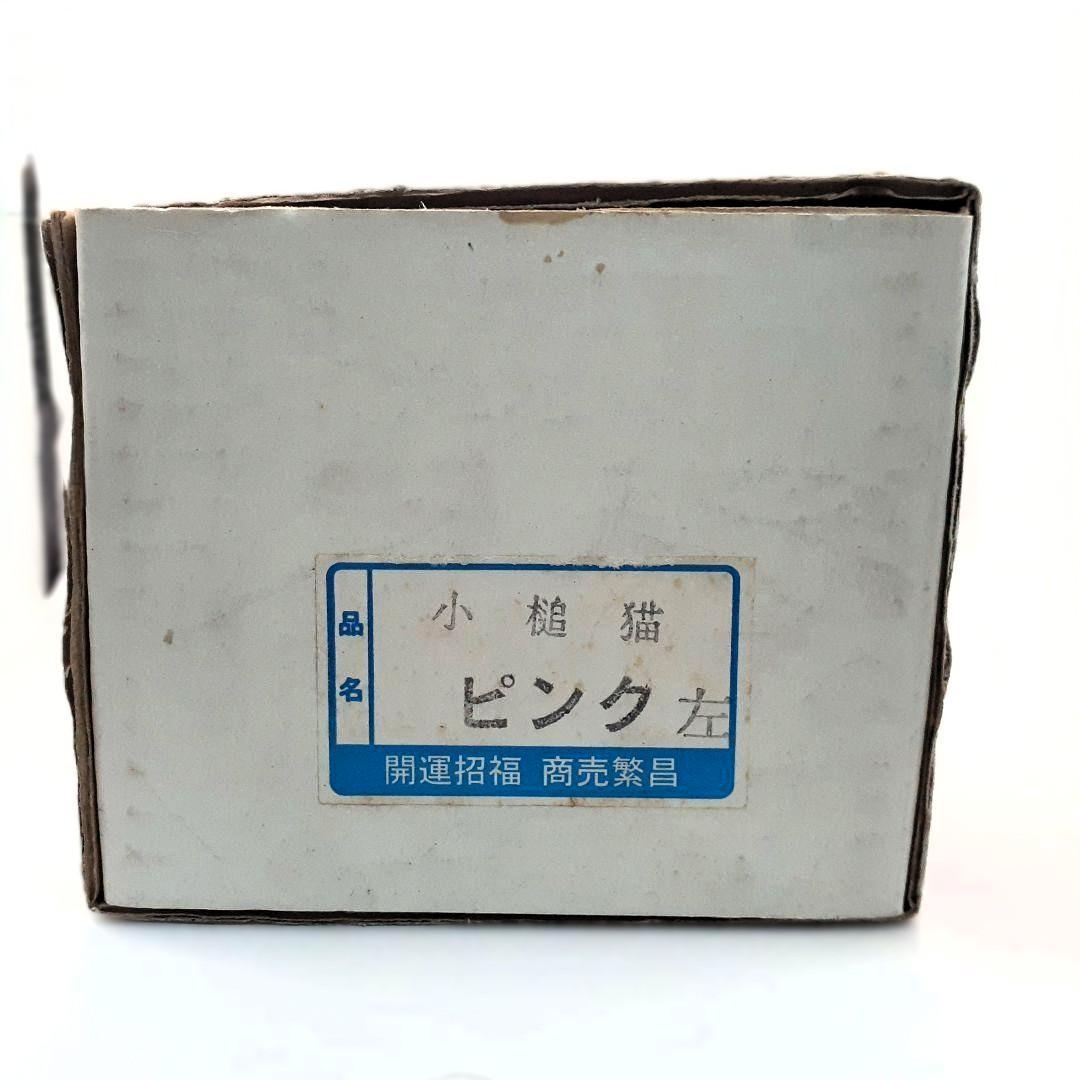 品名
小槌猫
ピンク左
開運招福 商売繁昌